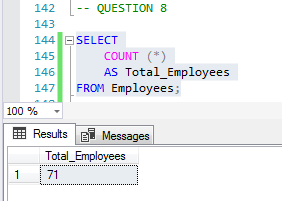 142 -- QUESTION 8
143
144 SELECT
145 COUNT (*)
146 AS Total_Employees
147 FROM Employees;
100 %
Results Messages
Total_Employees
1 71